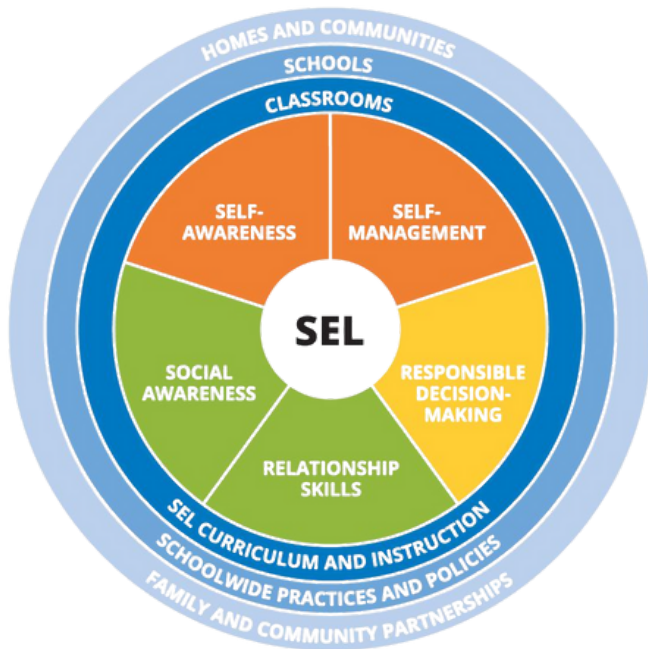 HOMES AND COMMUNITIES
SCHOOLS
CLASSROOMS
SELF-
AWARENESS
SELF-
MANAGEMENT
SEL
SOCIAL
AWARENESS
RESPONSIBLE
DECISION-
MAKING
RELATIONSHIP
SKILLS
SEL CURRICULUM AND INSTRUCTION
SCHOOLWIDE PRACTICES AND POLICIES
FAMILY AND COMMUNITY PARTNERSHIPS